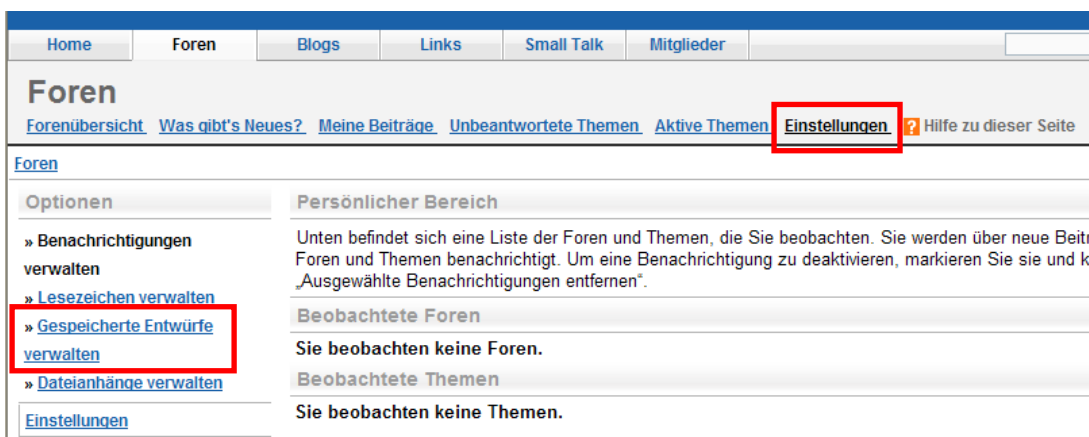 Home Foren Blogs Links Small Talk Mitglieder
Foren
Forenübersicht Was gibt's Neues? Meine Beiträge Unbeantwortete Themen Aktive Themen Einstellungen ? Hilfe zu dieser Seite
Foren
Optionen
» Benachrichtigungen
verwalten
» Lesezeichen verwalten
» Gespeicherte Entwürfe
verwalten
» Dateianhänge verwalten
Einstellungen
Persönlicher Bereich
Unten befindet sich eine Liste der Foren und Themen, die Sie beobachten. Sie werden über neue
Foren und Themen benachrichtigt. Um eine Benachrichtigung zu deaktivieren, markieren Sie sie und
„Ausgewählte Benachrichtigungen entfernen“.
Beobachtete Foren
Sie beobachten keine Foren.
Beobachtete Themen
Sie beobachten keine Themen.